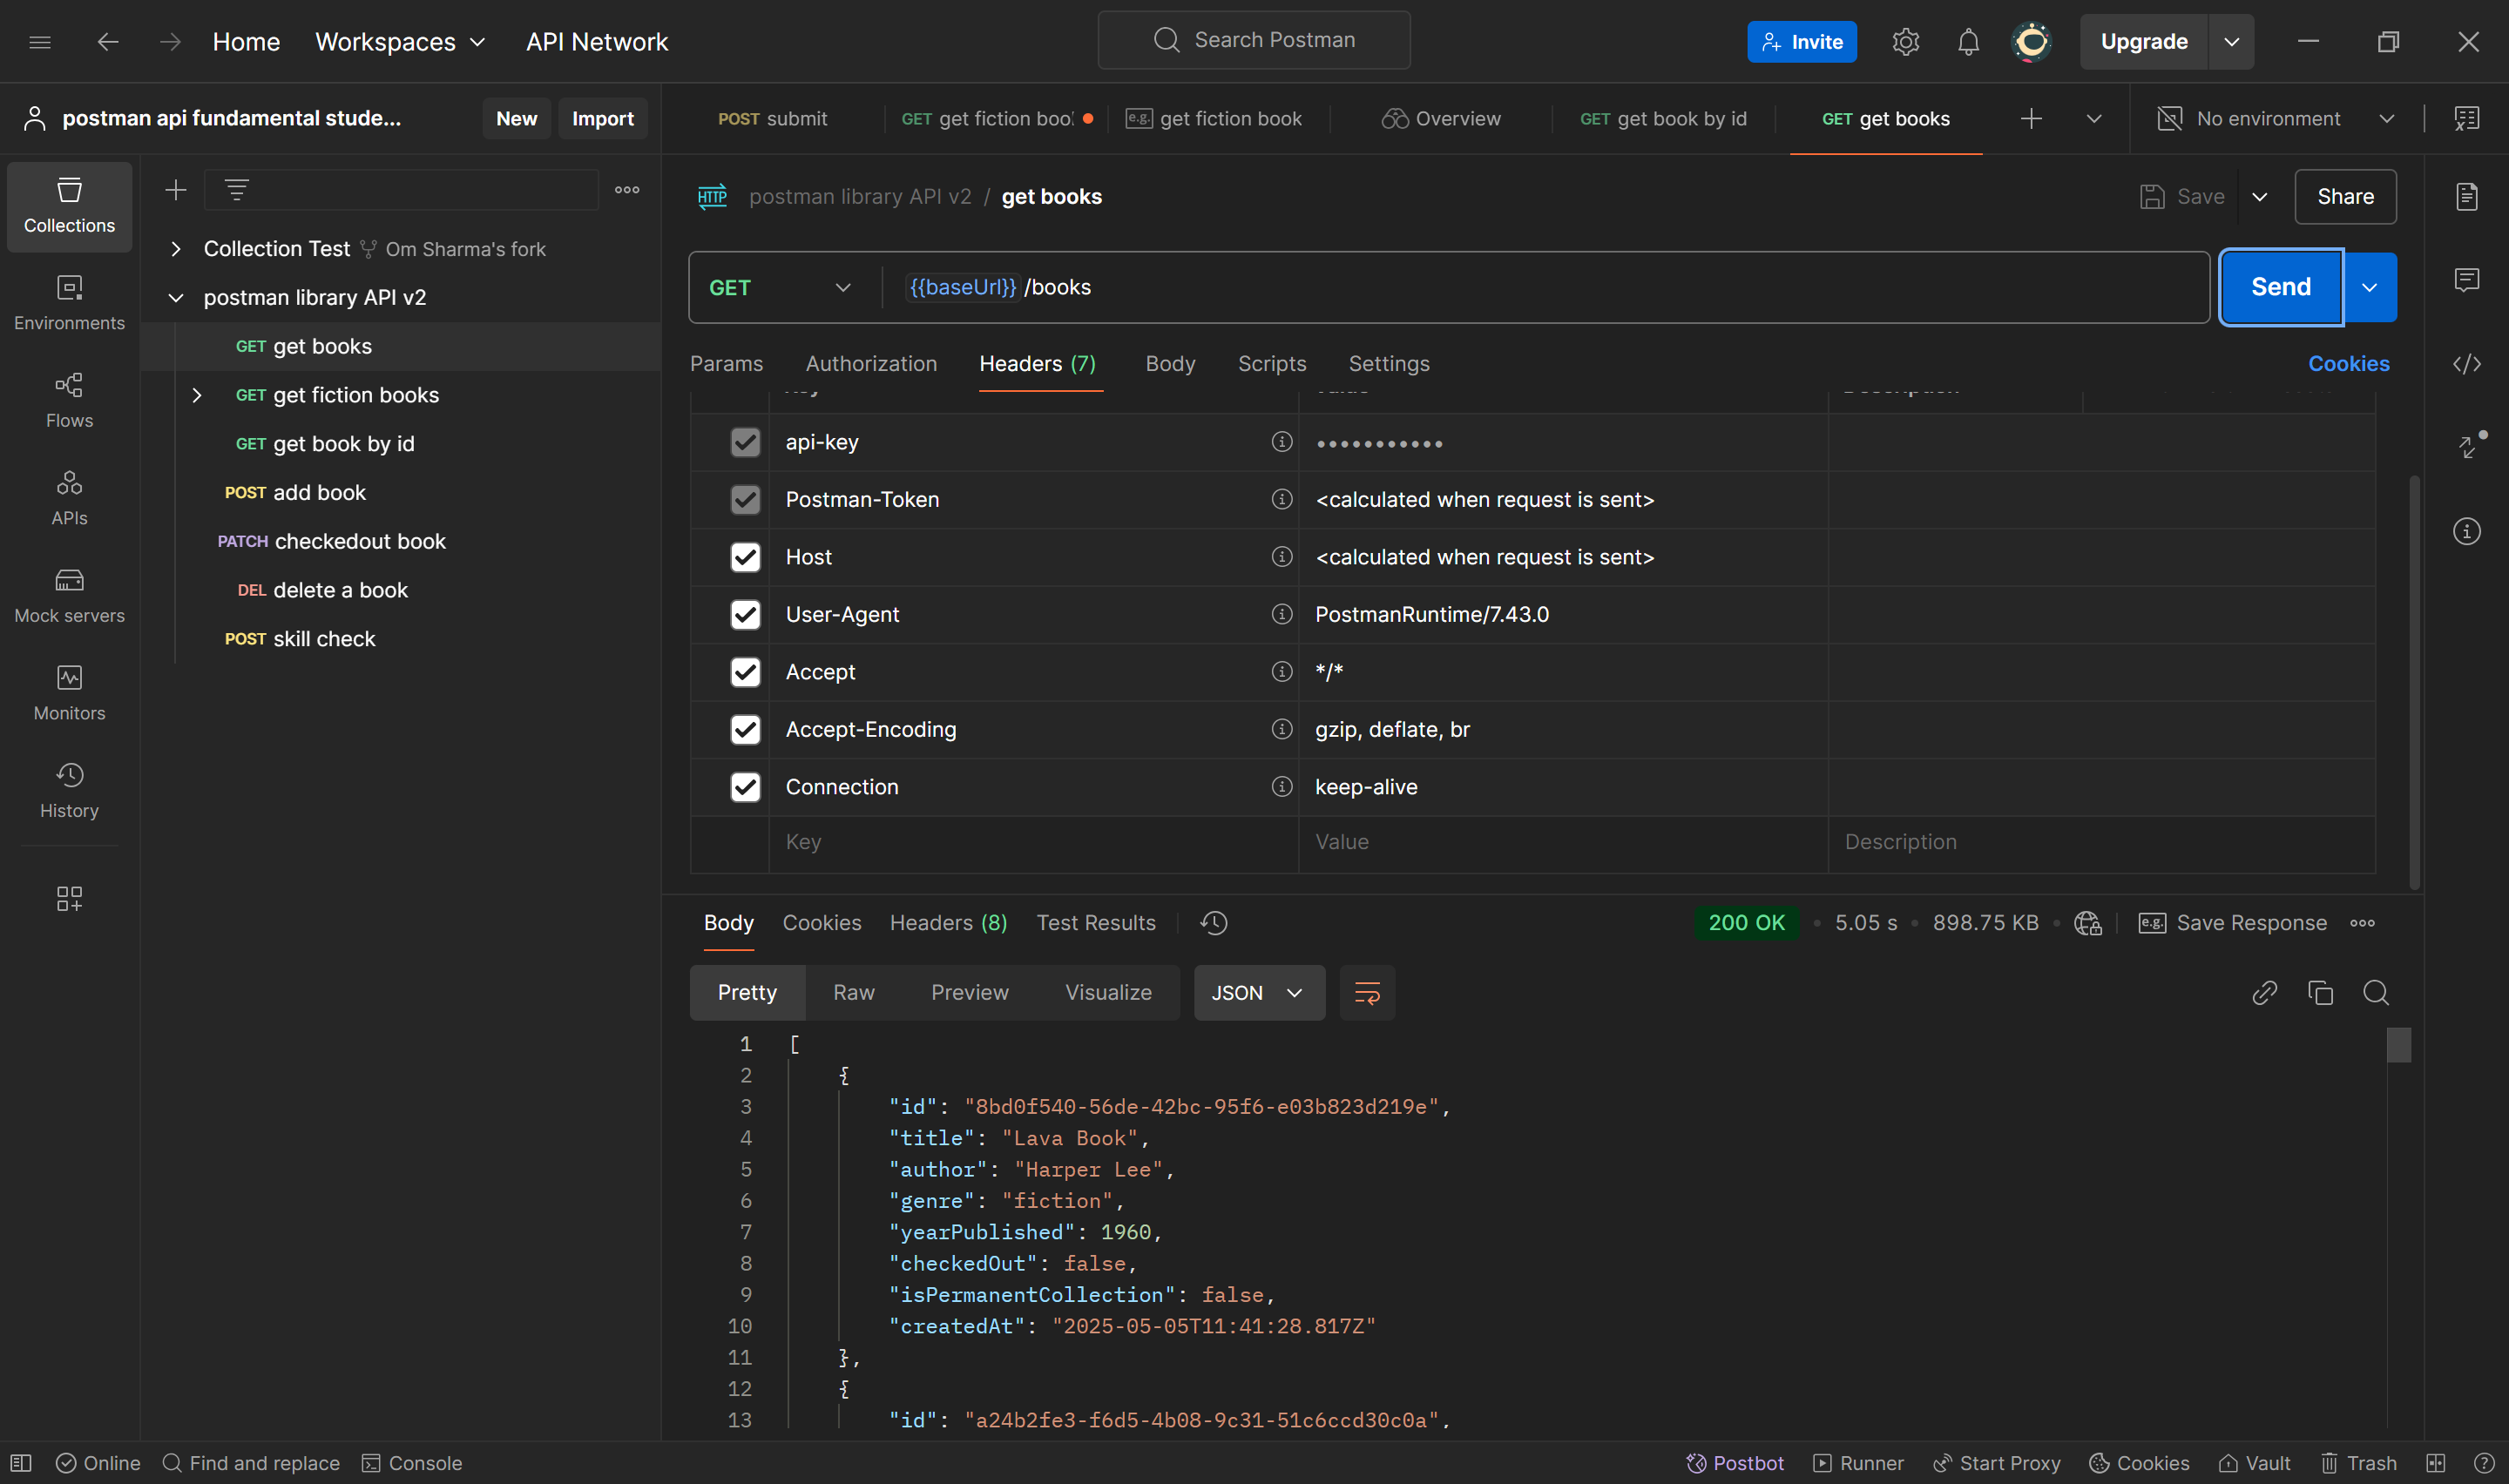 Home Workspaces API Network Search Postman Invite Upgrade
postman api fundamental stude... New Import
POST submit GET get fiction bool e.g. get fiction book Overview GET get book by id GET get books No environment
Collections
Environments
Flows
APIs
Mock servers
Monitors
History
Collection Test Om Sharma's fork
postman library API v2
GET get books
GET get fiction books
GET get book by id
POST add book
PATCH checkedout book
DEL delete a book
POST skill check
HTTP postman library API v2 / get books Save Share
GET {{baseUrl}} /books Send
Params Authorization Headers (7) Body Scripts Settings Cookies
api-key •••••••••••
Postman-Token <calculated when request is sent>
Host <calculated when request is sent>
User-Agent PostmanRuntime/7.43.0
Accept */*
Accept-Encoding gzip, deflate, br
Connection keep-alive
Key Value Description
Body Cookies Headers (8) Test Results 200 OK • 5.05 s • 898.75 KB • e.g. Save Response
Pretty Raw Preview Visualize JSON
1 [
2 {
3 "id": "8bd0f540-56de-42bc-95f6-e03b823d219e",
4 "title": "Lava Book",
5 "author": "Harper Lee",
6 "genre": "fiction",
7 "yearPublished": 1960,
8 "checkedOut": false,
9 "isPermanentCollection": false,
10 "createdAt": "2025-05-05T11:41:28.817Z"
11 },
12 {
13 "id": "a24b2fe3-f6d5-4b08-9c31-51c6ccd30c0a",
Online Find and replace Console Postbot Runner Start Proxy Cookies Vault Trash